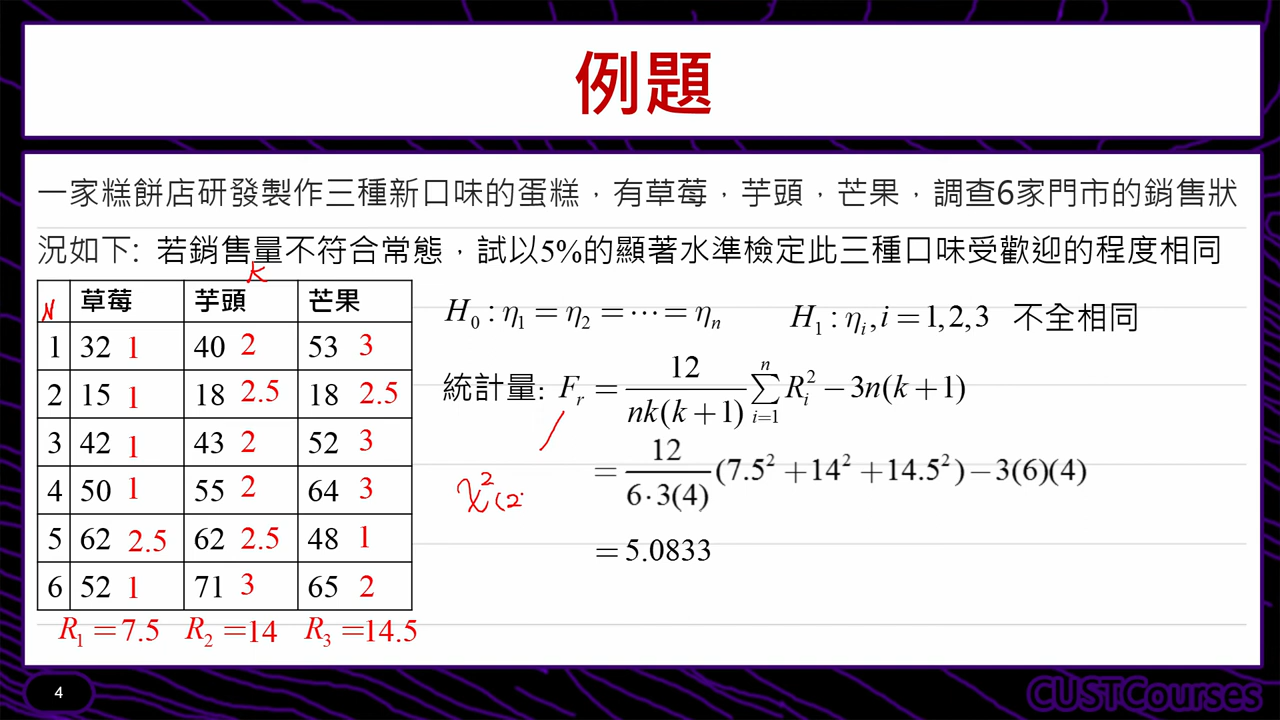 例題
一家糕餅店研發製作三種新口味的蛋糕，有草莓，芋頭，芒果，調查6家門市的銷售狀
況如下: 若銷售量不符合常態，試以5%的顯著水準檢定此三種口味受歡迎的程度相同
K
N 草莓 芋頭 芒果
1 32 1 40 2 53 3
2 15 1 18 2.5 18 2.5
3 42 1 43 2 52 3
4 50 1 55 2 64 3
5 62 2.5 62 2.5 48 1
6 52 1 71 3 65 2
R₁ = 7.5 R₂ = 14 R₃ = 14.5
H₀ : η₁ = η₂ = ⋯ = ηₙ H₁ : ηᵢ, i = 1, 2, 3 不全相同
統計量: Fᵣ = 12/(nk(k+1)) ∑ᵢ₌₁ⁿ Rᵢ² − 3n(k+1)
= 12/(6·3(4)) (7.5² + 14² + 14.5²) − 3(6)(4)
χ²(2
= 5.0833
4
CUSTCourses